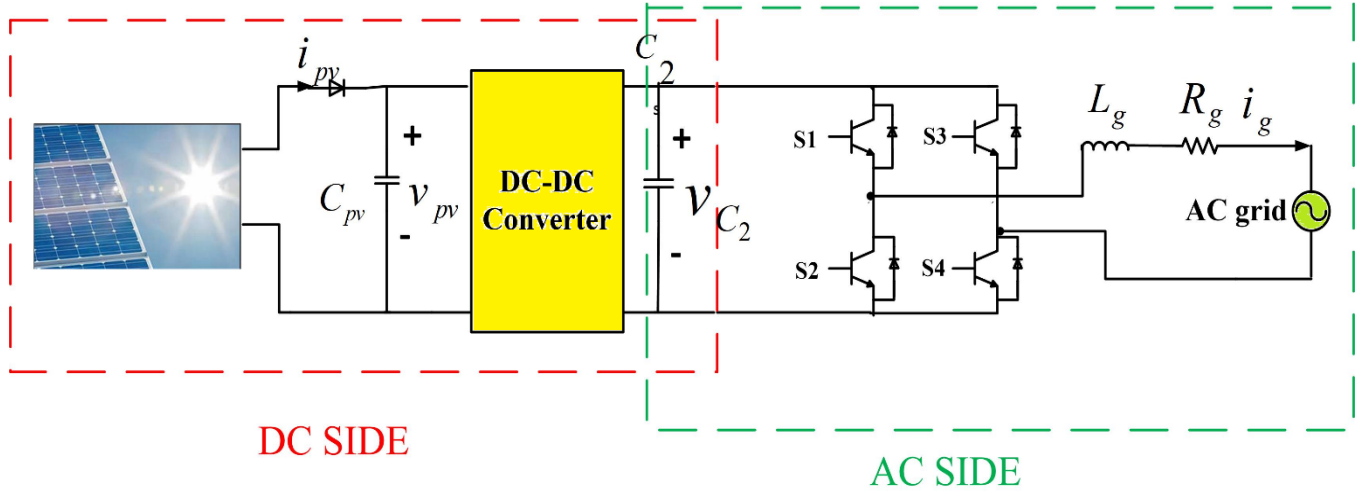 i_pv
C_2
s
+
+
S1
S3
L_g
R_g
i_g
C_pv
v_pv
DC-DC
Converter
v_C_2
AC grid
-
-
S2
S4
DC SIDE
AC SIDE